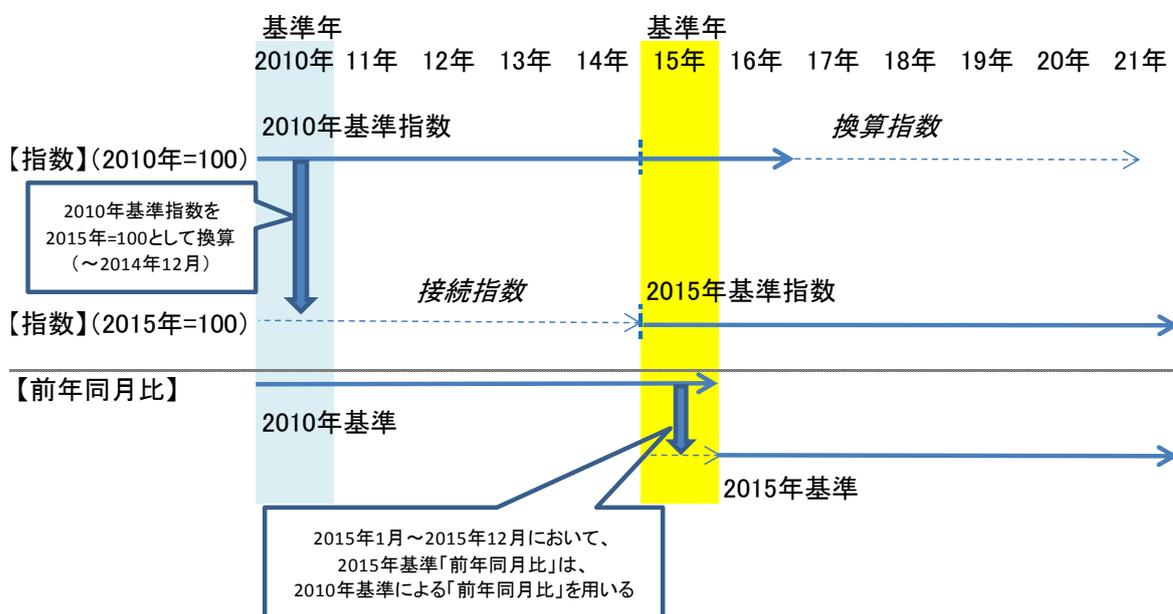 基準年 基準年
2010年 11年 12年 13年 14年 15年 16年 17年 18年 19年 20年 21年
2010年基準指数 換算指数
【指数】(2010年=100)
2010年基準指数を
2015年=100として換算
(～2014年12月)
接続指数 2015年基準指数
【指数】(2015年=100)
【前年同月比】
2010年基準
2015年基準
2015年1月～2015年12月において、
2015年基準「前年同月比」は、
2010年基準による「前年同月比」を用いる